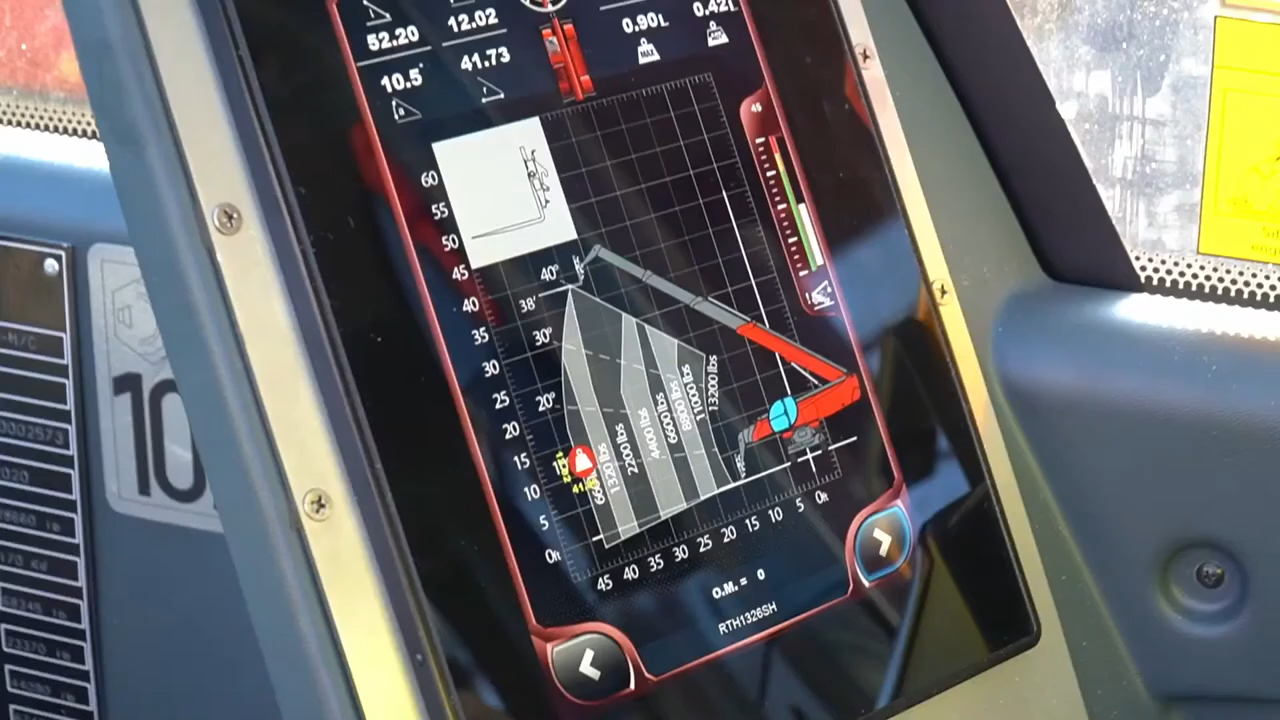 52.20
12.02
10.5°
41.73
0.90L
0.42L
MAX
45
60
55
50
45
40
35
30
25
20
15
10
5
0ft
40°
38'
30°
20°
1320 lbs
2200 lbs
4400 lbs
6600 lbs
8800 lbs
11000 lbs
13200 lbs
45
40
35
30
25
20
15
10
5
0ft
O.M. = 0
RTH1326SH
10
0002573